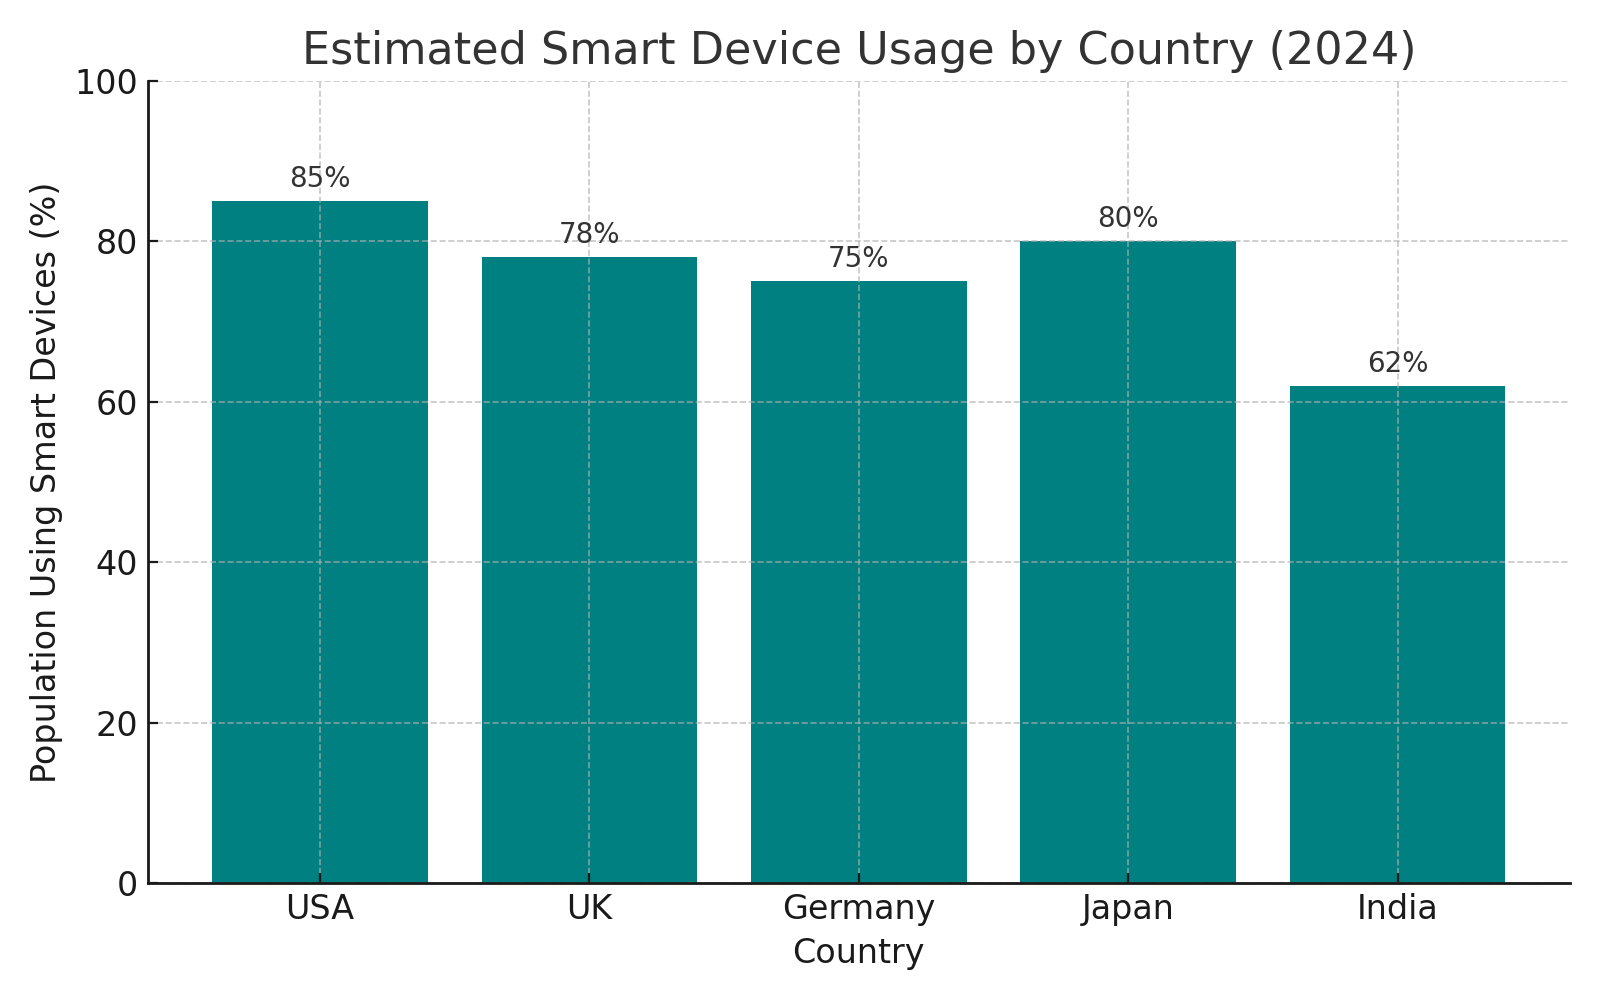 Estimated Smart Device Usage by Country (2024)
Population Using Smart Devices (%)
100
80
60
40
20
0
85%
78%
75%
80%
62%
USA
UK
Germany
Japan
India
Country